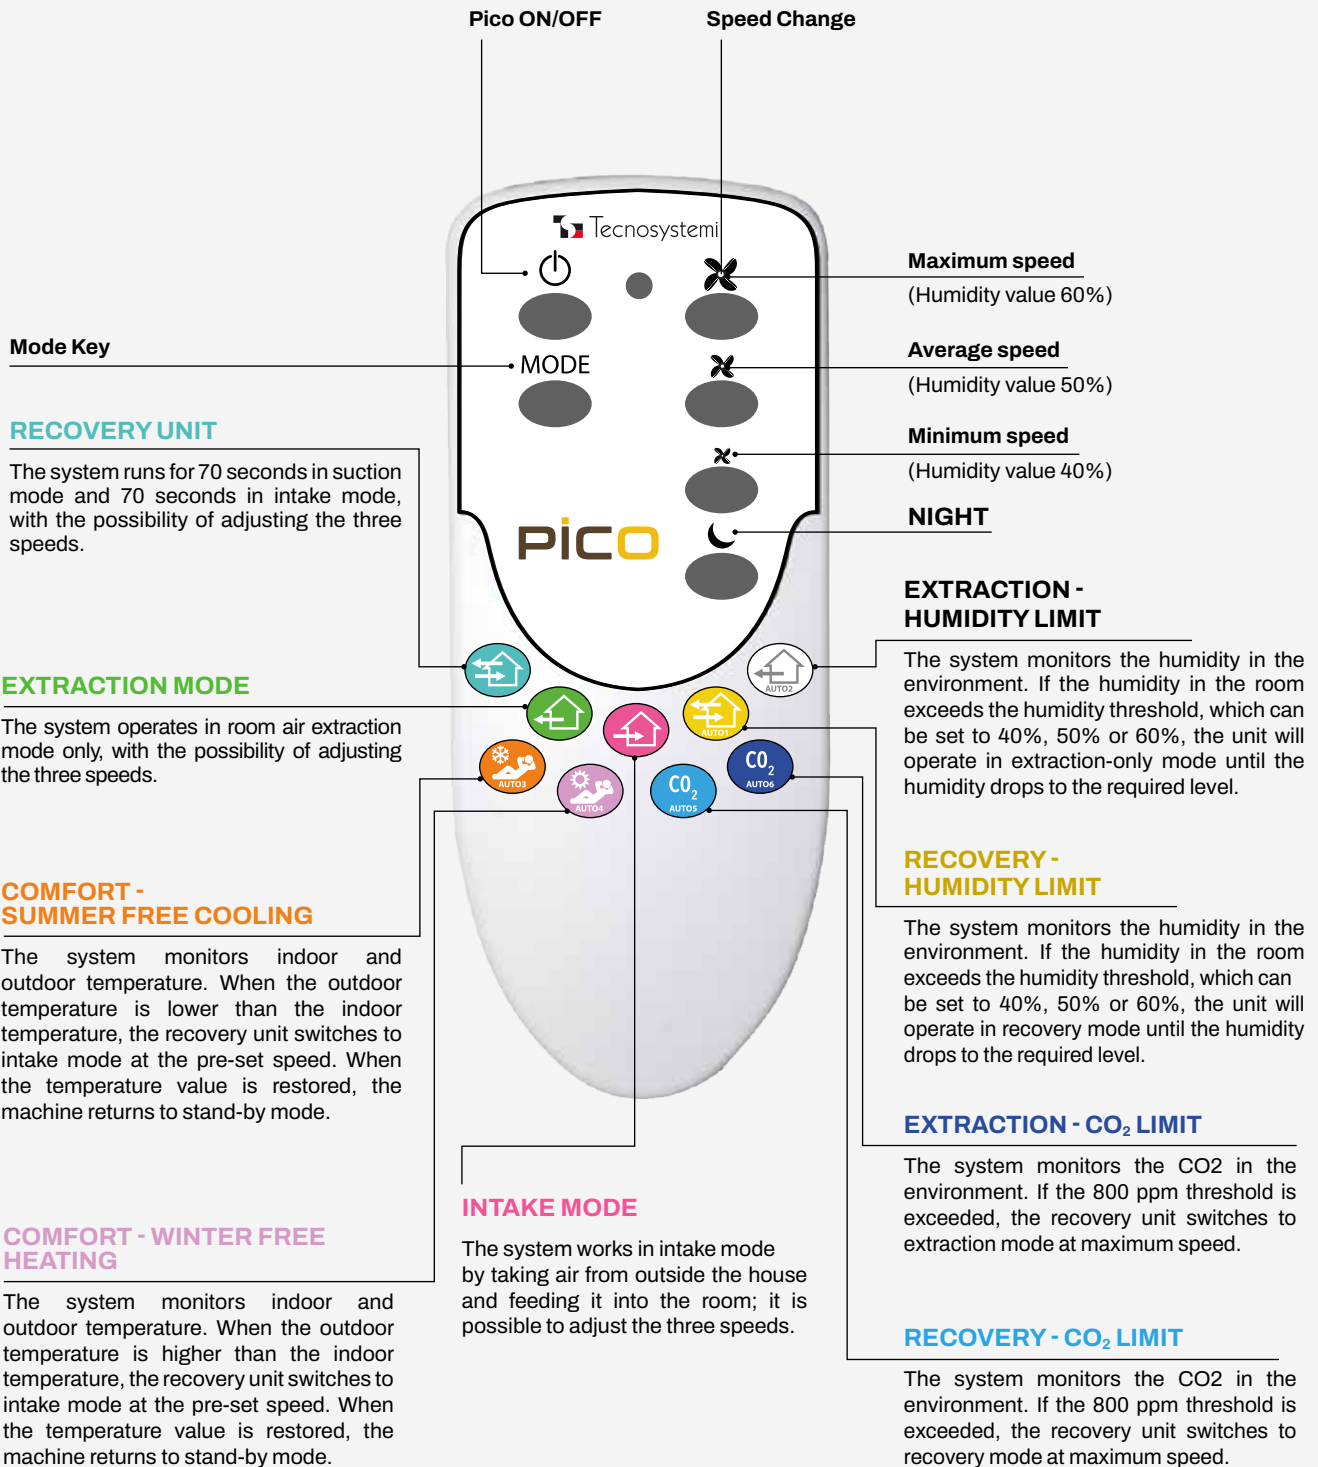 Pico ON/OFF
Speed Change
Tecnosystemi
Maximum speed
(Humidity value 60%)
Mode Key
MODE
Average speed
(Humidity value 50%)
Minimum speed
(Humidity value 40%)
NIGHT
PiCO
RECOVERY UNIT
The system runs for 70 seconds in suction
mode and 70 seconds in intake mode,
with the possibility of adjusting the three
speeds.
EXTRACTION MODE
The system operates in room air extraction
mode only, with the possibility of adjusting
the three speeds.
COMFORT -
SUMMER FREE COOLING
The system monitors indoor and
outdoor temperature. When the outdoor
temperature is lower than the indoor
temperature, the recovery unit switches to
intake mode at the pre-set speed. When
the temperature value is restored, the
machine returns to stand-by mode.
COMFORT - WINTER FREE
HEATING
The system monitors indoor and
outdoor temperature. When the outdoor
temperature is higher than the indoor
temperature, the recovery unit switches to
intake mode at the pre-set speed. When
the temperature value is restored, the
machine returns to stand-by mode.
AUTO2
AUTO1
AUTO3
AUTO4
CO₂
AUTO5
CO₂
AUTO6
INTAKE MODE
The system works in intake mode
by taking air from outside the house
and feeding it into the room; it is
possible to adjust the three speeds.
EXTRACTION -
HUMIDITY LIMIT
The system monitors the humidity in the
environment. If the humidity in the room
exceeds the humidity threshold, which can
be set to 40%, 50% or 60%, the unit will
operate in extraction-only mode until the
humidity drops to the required level.
RECOVERY -
HUMIDITY LIMIT
The system monitors the humidity in the
environment. If the humidity in the room
exceeds the humidity threshold, which can
be set to 40%, 50% or 60%, the unit will
operate in recovery mode until the humidity
drops to the required level.
EXTRACTION - CO₂ LIMIT
The system monitors the CO2 in the
environment. If the 800 ppm threshold is
exceeded, the recovery unit switches to
extraction mode at maximum speed.
RECOVERY - CO₂ LIMIT
The system monitors the CO2 in the
environment. If the 800 ppm threshold is
exceeded, the recovery unit switches to
recovery mode at maximum speed.